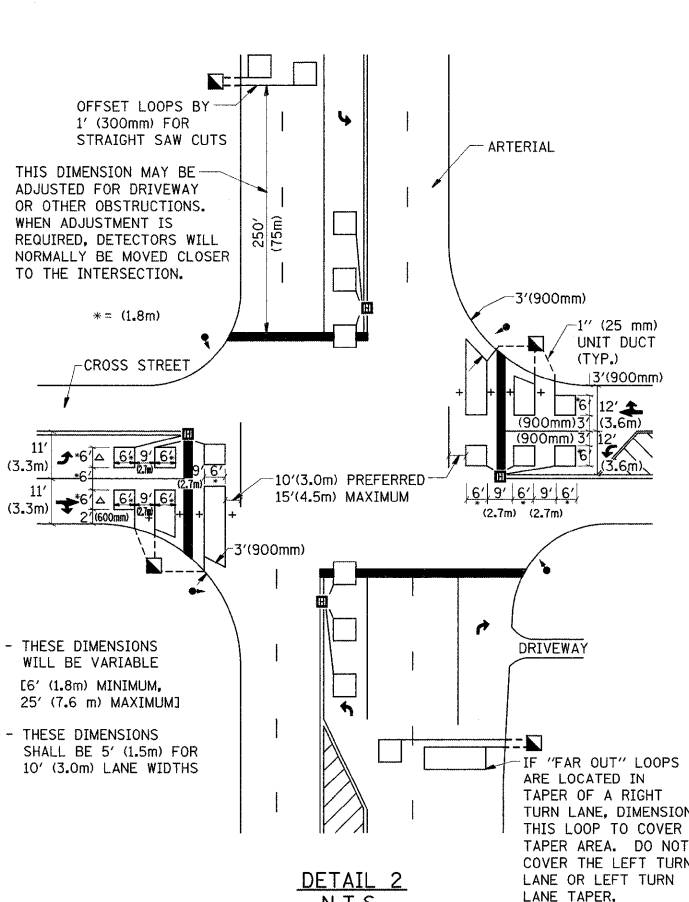 OFFSET LOOPS BY
1' (300mm) FOR
STRAIGHT SAW CUTS
THIS DIMENSION MAY BE
ADJUSTED FOR DRIVEWAY
OR OTHER OBSTRUCTIONS.
WHEN ADJUSTMENT IS
REQUIRED, DETECTORS WILL
NORMALLY BE MOVED CLOSER
TO THE INTERSECTION.
250'
(75m)
ARTERIAL
* = (1.8m)
3'(900mm)
1'' (25 mm)
UNIT DUCT
(TYP.)
CROSS STREET
3'(900mm)
*6'
12'
(3.6m)
(900mm) 3'
(900mm) 3'
12'
(3.6m)
11'
(3.3m)
*6'
6' 9' 6'
*
(2.7m)
9' 6'
(2.7m) *
*6'
11'
(3.3m)
*6'
6' 9' 6'
*
(2.7m)
2'
(600mm)
10'(3.0m) PREFERRED
15'(4.5m) MAXIMUM
6' 9' 6' 9' 6'
* (2.7m) * (2.7m) *
3'(900mm)
- THESE DIMENSIONS
WILL BE VARIABLE
[6' (1.8m) MINIMUM,
25' (7.6 m) MAXIMUM]
- THESE DIMENSIONS
SHALL BE 5' (1.5m) FOR
10' (3.0m) LANE WIDTHS
DRIVEWAY
IF "FAR OUT" LOOPS
ARE LOCATED IN
TAPER OF A RIGHT
TURN LANE, DIMENSION
THIS LOOP TO COVER
TAPER AREA. DO NOT
COVER THE LEFT TURN
LANE OR LEFT TURN
LANE TAPER.
DETAIL 2
N.T.S.